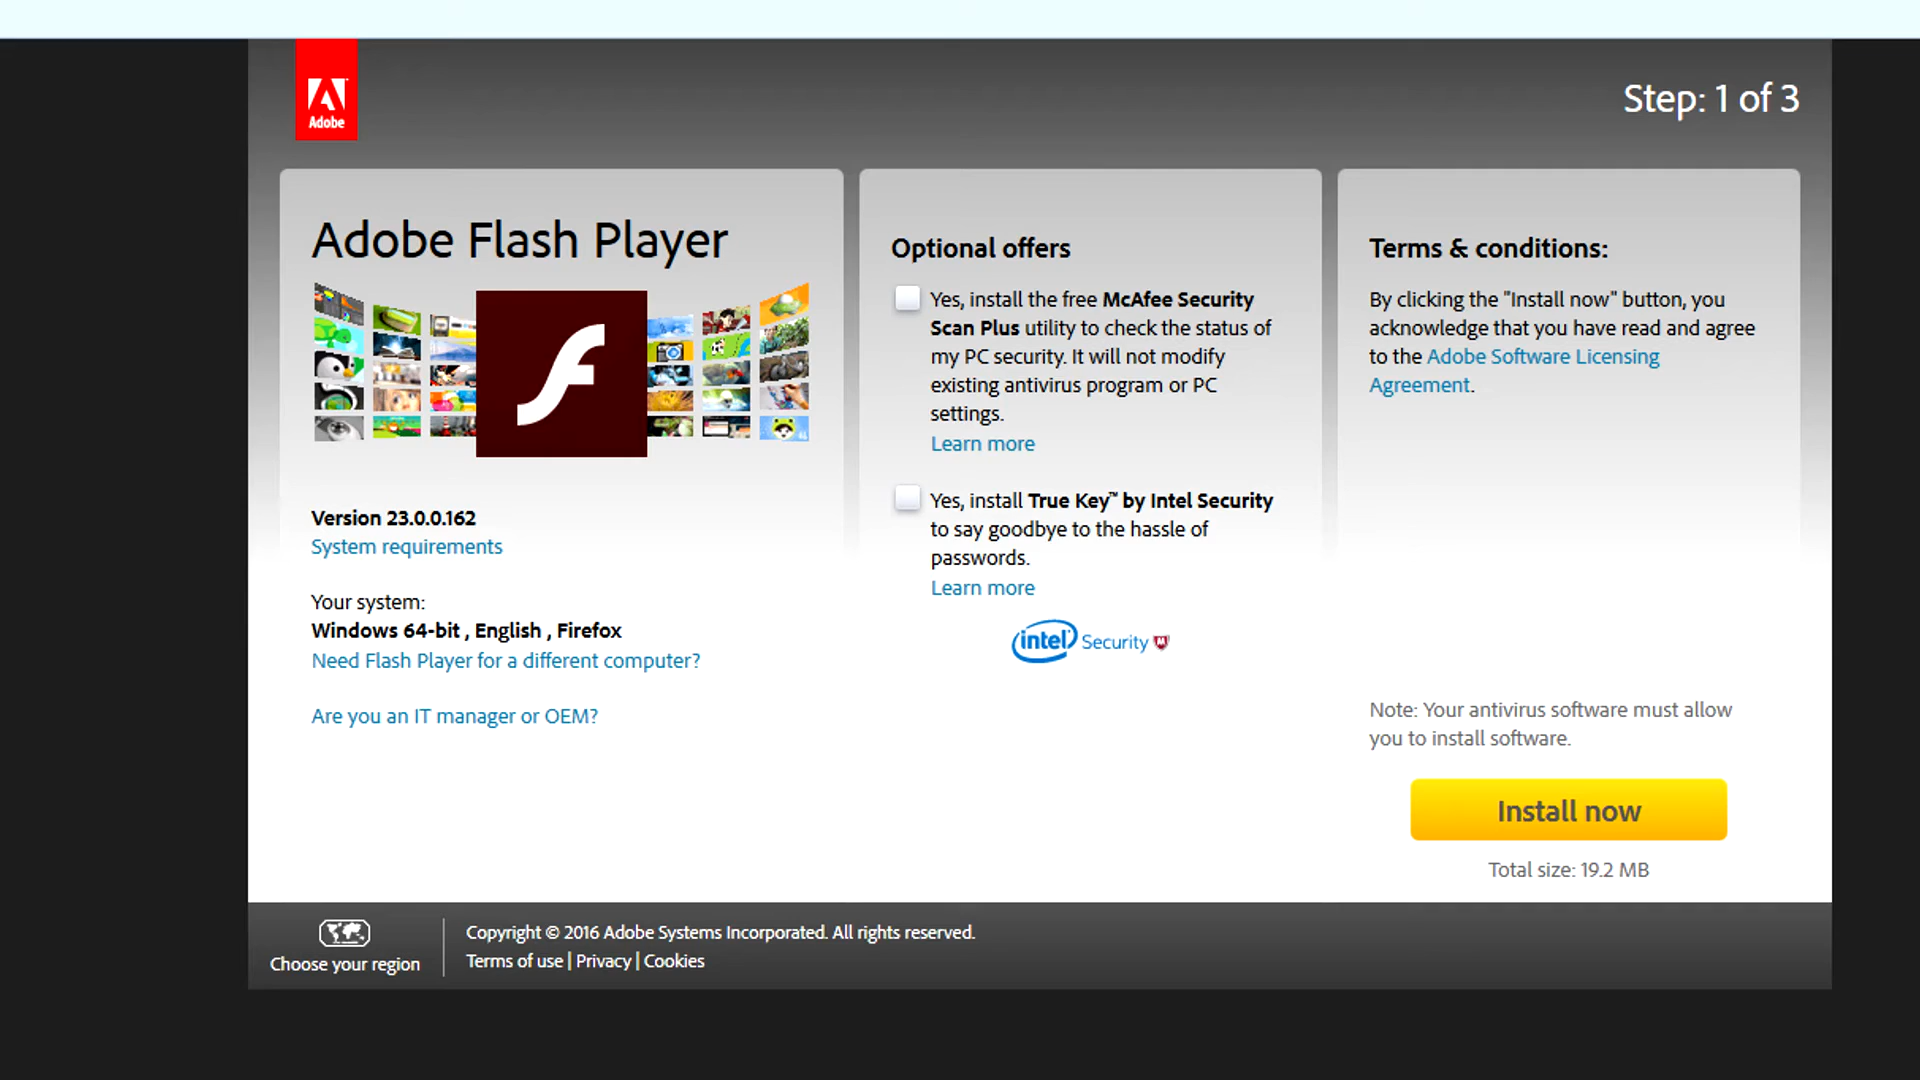 Adobe
Step: 1 of 3
Adobe Flash Player
Version 23.0.0.162
System requirements
Your system:
Windows 64-bit , English , Firefox
Need Flash Player for a different computer?
Are you an IT manager or OEM?
Optional offers
Yes, install the free McAfee Security
Scan Plus utility to check the status of
my PC security. It will not modify
existing antivirus program or PC
settings.
Learn more
Yes, install True Key™ by Intel Security
to say goodbye to the hassle of
passwords.
Learn more
intel Security
Terms & conditions:
By clicking the "Install now" button, you
acknowledge that you have read and agree
to the Adobe Software Licensing
Agreement.
Note: Your antivirus software must allow
you to install software.
Install now
Total size: 19.2 MB
Choose your region
Copyright © 2016 Adobe Systems Incorporated. All rights reserved.
Terms of use | Privacy | Cookies